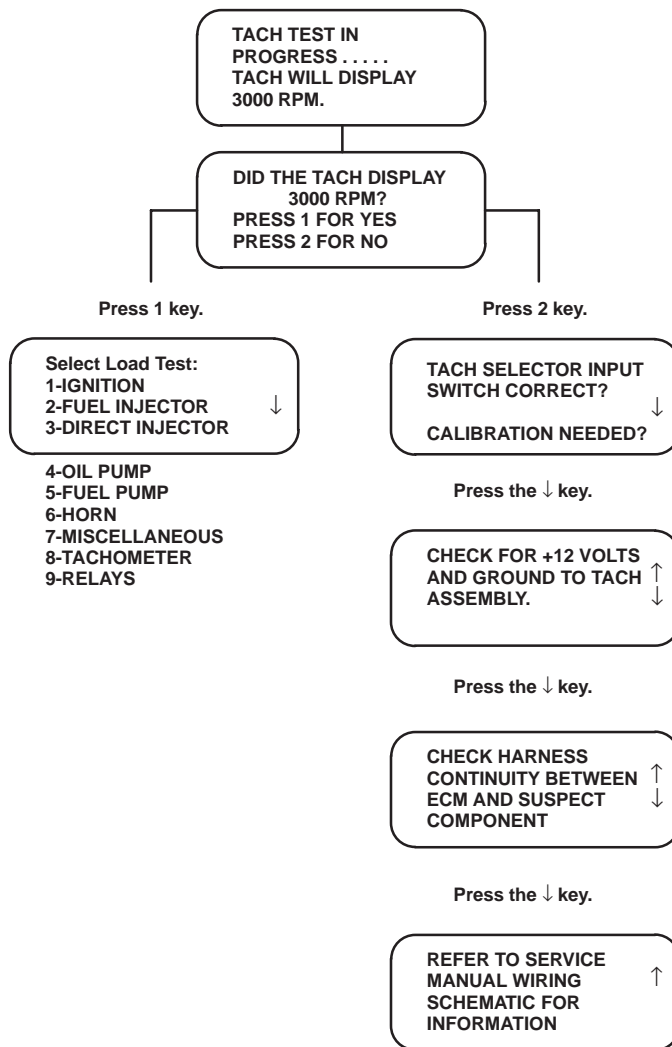 TACH TEST IN
PROGRESS . . . . .
TACH WILL DISPLAY
3000 RPM.
DID THE TACH DISPLAY
3000 RPM?
PRESS 1 FOR YES
PRESS 2 FOR NO
Press 1 key.
Select Load Test:
1-IGNITION
2-FUEL INJECTOR ↓
3-DIRECT INJECTOR
4-OIL PUMP
5-FUEL PUMP
6-HORN
7-MISCELLANEOUS
8-TACHOMETER
9-RELAYS
Press 2 key.
TACH SELECTOR INPUT
SWITCH CORRECT?
↓
CALIBRATION NEEDED?
Press the ↓ key.
CHECK FOR +12 VOLTS
AND GROUND TO TACH ↑
ASSEMBLY. ↓
Press the ↓ key.
CHECK HARNESS
CONTINUITY BETWEEN ↑
ECM AND SUSPECT ↓
COMPONENT
Press the ↓ key.
REFER TO SERVICE
MANUAL WIRING ↑
SCHEMATIC FOR
INFORMATION